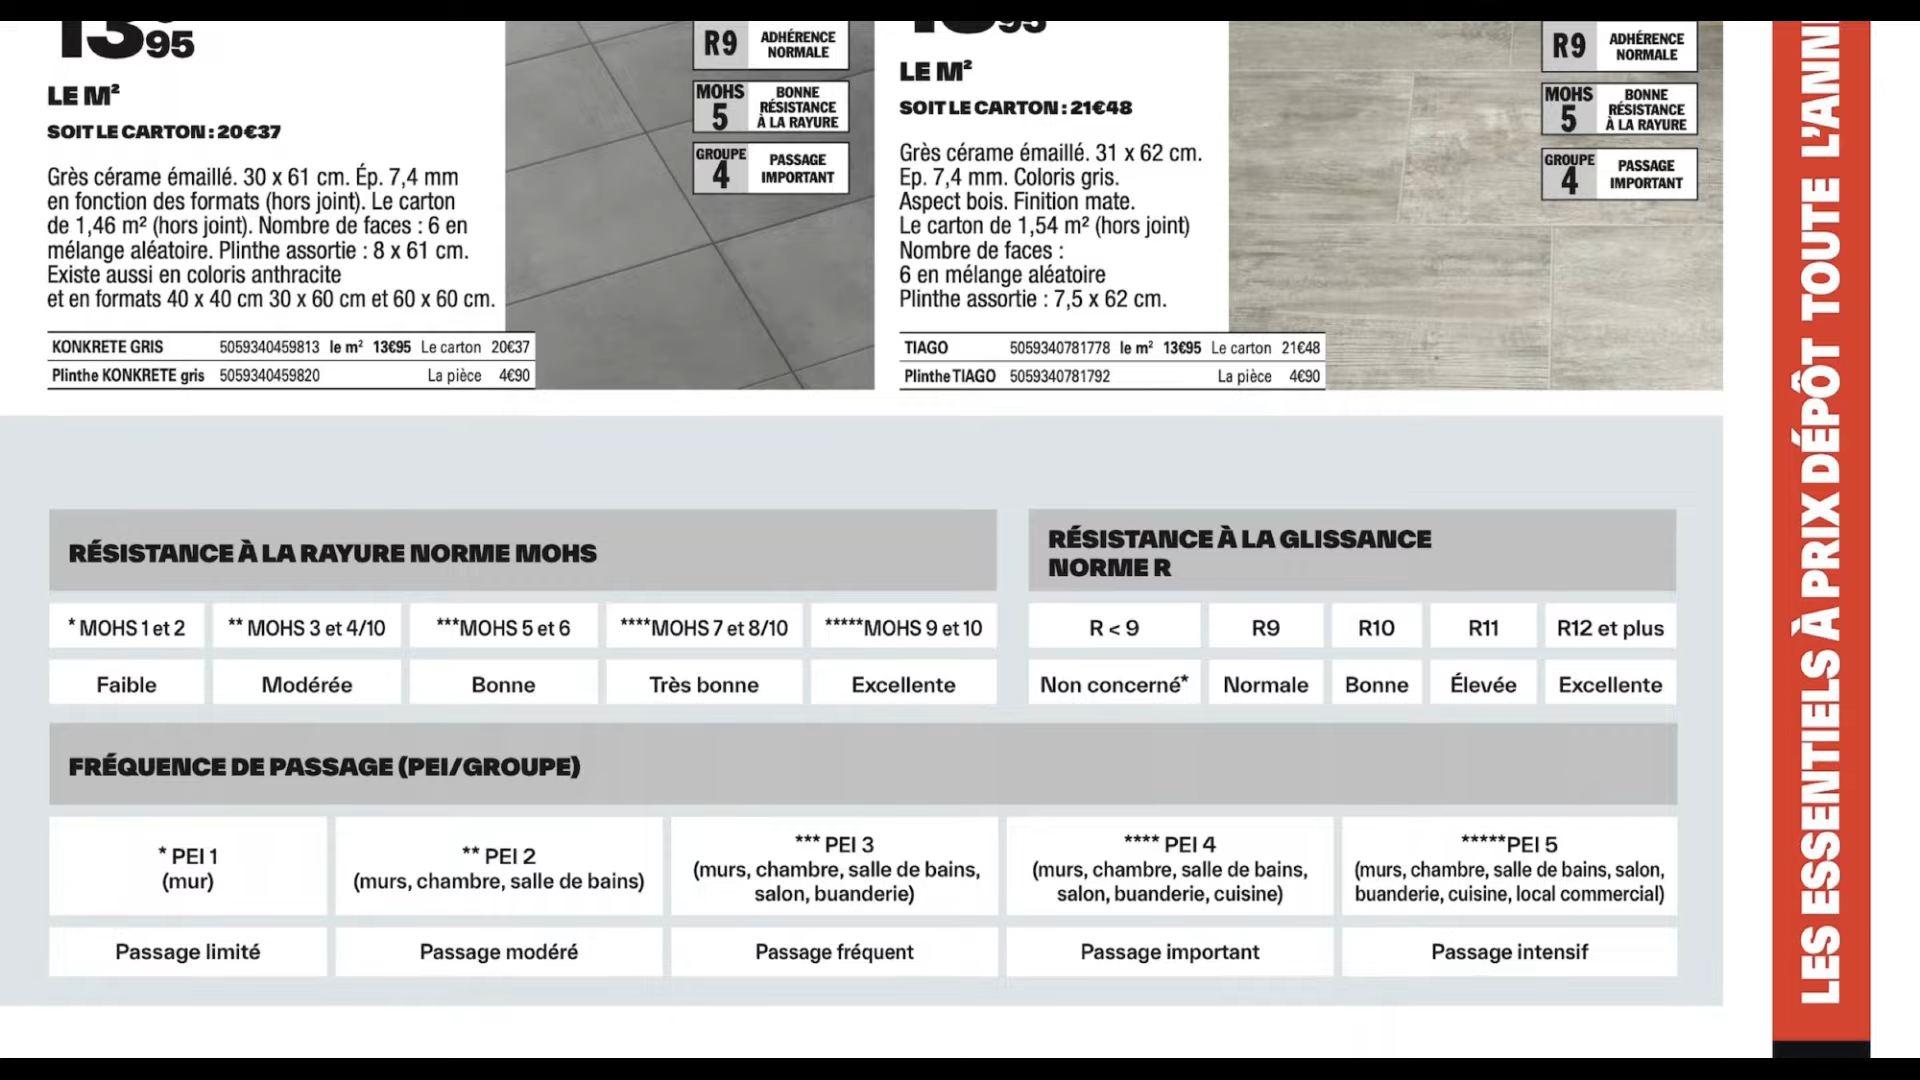 13€95
LE M²
SOIT LE CARTON : 20€37
Grès cérame émaillé. 30 x 61 cm. Ép. 7,4 mm
en fonction des formats (hors joint). Le carton
de 1,46 m² (hors joint). Nombre de faces : 6 en
mélange aléatoire. Plinthe assortie : 8 x 61 cm.
Existe aussi en coloris anthracite
et en formats 40 x 40 cm 30 x 60 cm et 60 x 60 cm.
R9 ADHÉRENCE
NORMALE
MOHS
5
BONNE
RÉSISTANCE
À LA RAYURE
GROUPE
4
PASSAGE
IMPORTANT
KONKRETE GRIS 5059340459813 le m² 13€95 Le carton 20€37
Plinthe KONKRETE gris 5059340459820 La pièce 4€90
LE M²
SOIT LE CARTON : 21€48
Grès cérame émaillé. 31 x 62 cm.
Ep. 7,4 mm. Coloris gris.
Aspect bois. Finition mate.
Le carton de 1,54 m² (hors joint)
Nombre de faces :
6 en mélange aléatoire
Plinthe assortie : 7,5 x 62 cm.
R9 ADHÉRENCE
NORMALE
MOHS
5
BONNE
RÉSISTANCE
À LA RAYURE
GROUPE
4
PASSAGE
IMPORTANT
TIAGO 5059340781778 le m² 13€95 Le carton 21€48
Plinthe TIAGO 5059340781792 La pièce 4€90
RÉSISTANCE À LA RAYURE NORME MOHS
* MOHS 1 et 2 ** MOHS 3 et 4/10 ***MOHS 5 et 6 ****MOHS 7 et 8/10 *****MOHS 9 et 10
Faible Modérée Bonne Très bonne Excellente
RÉSISTANCE À LA GLISSANCE
NORME R
R < 9 R9 R10 R11 R12 et plus
Non concerné* Normale Bonne Élevée Excellente
FRÉQUENCE DE PASSAGE (PEI/GROUPE)
* PEI 1
(mur)
** PEI 2
(murs, chambre, salle de bains)
*** PEI 3
(murs, chambre, salle de bains,
salon, buanderie)
**** PEI 4
(murs, chambre, salle de bains,
salon, buanderie, cuisine)
*****PEI 5
(murs, chambre, salle de bains, salon,
buanderie, cuisine, local commercial)
Passage limité Passage modéré Passage fréquent Passage important Passage intensif
LES ESSENTIELS À PRIX DÉPÔT TOUTE L'ANN